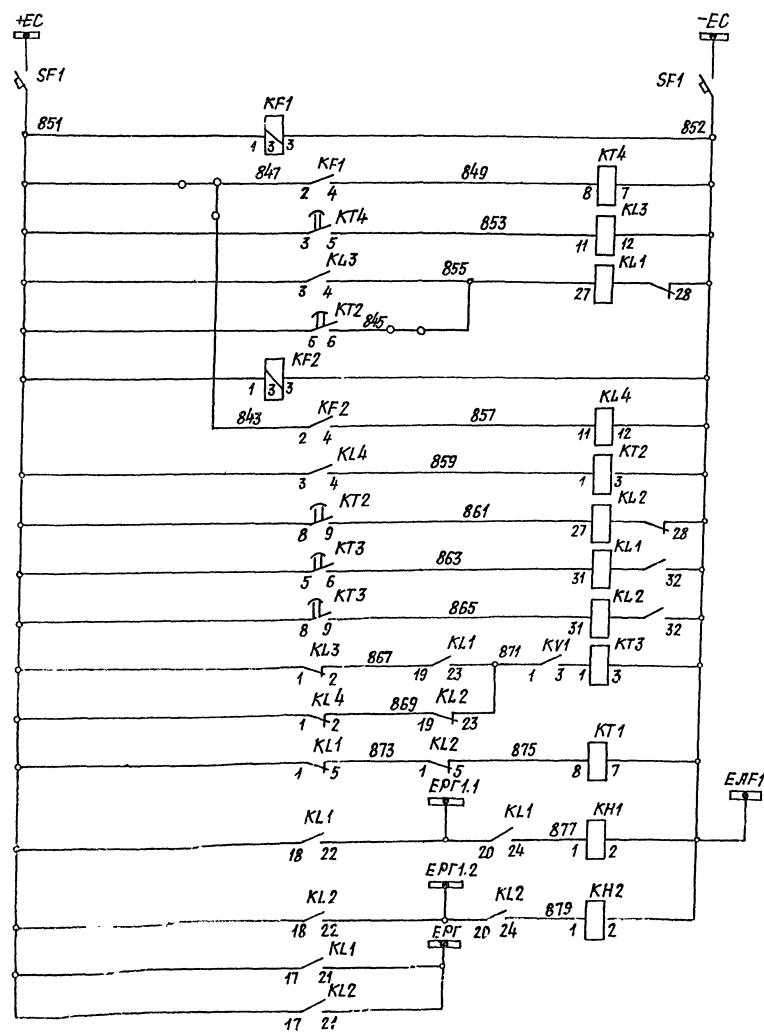 +ЕС -ЕС
SF1 SF1
851 KF1 852
1 3 3
847 KF1 849 KT4
2 4 8 7
KT4 853 KL3
3 5 11 12
KL3 855 KL1
3 4 27 28
KT2 845
5 6
KF2
1 3 3
843 KF2 857 KL4
2 4 11 12
KL4 859 KT2
3 4 1 3
KT2 861 KL2
8 9 27 28
KT3 863 KL1
5 6 31 32
KT3 865 KL2
8 9 31 32
KL3 867 KL1 871 KV1 KT3
1 2 19 23 1 3 1 3
KL4 869 KL2
1 2 19 23
KL1 873 KL2 875 KT1
1 5 1 5 8 7
ЕРГ1.1 ЕЛF1
KL1 KL1 877 KH1
18 22 20 24 1 2
ЕРГ1.2
KL2 KL2 879 KH2
18 22 20 24 1 2
ЕРГ
KL1
17 21
KL2
17 21